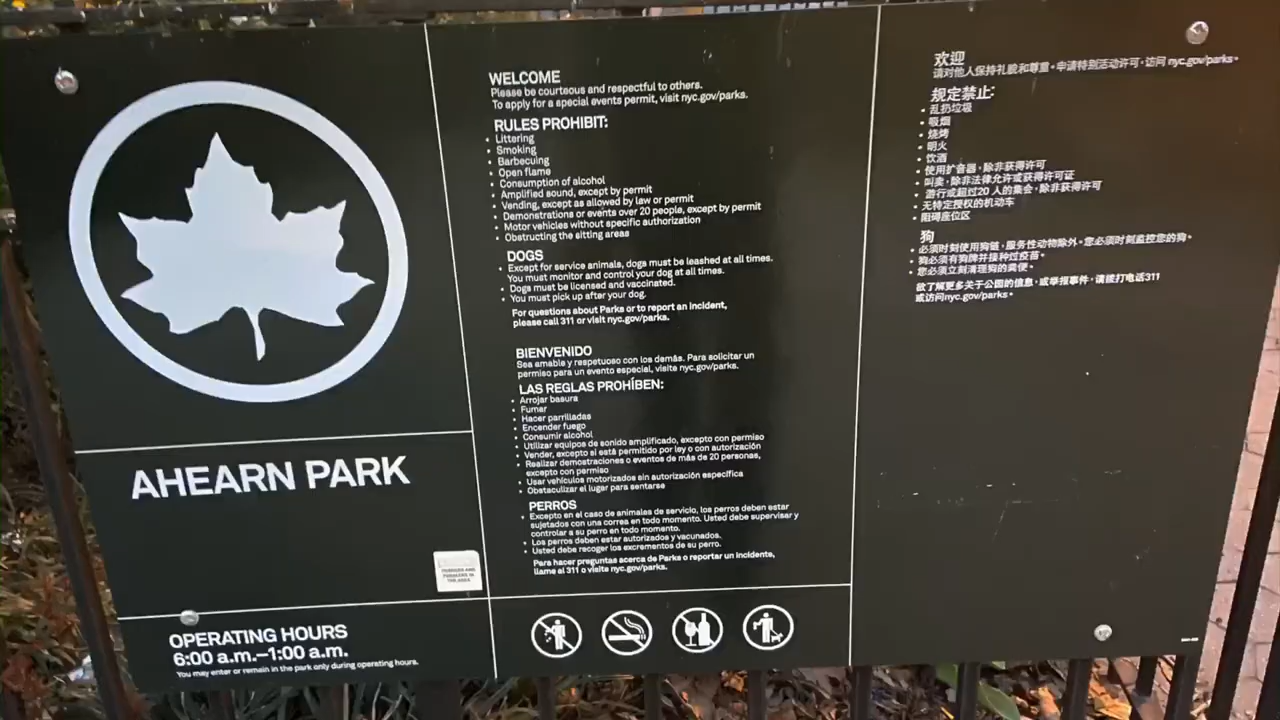 AHEARN PARK
OPERATING HOURS
6:00 a.m.–1:00 a.m.
You may enter or remain in the park only during operating hours.
WELCOME
Please be courteous and respectful to others.
To apply for a special events permit, visit nyc.gov/parks.
RULES PROHIBIT:
• Littering
• Smoking
• Barbecuing
• Open flame
• Consumption of alcohol
• Amplified sound, except by permit
• Vending, except as allowed by law or permit
• Demonstrations or events over 20 people, except by permit
• Motor vehicles without specific authorization
• Obstructing the sitting areas
DOGS
• Except for service animals, dogs must be leashed at all times.
You must monitor and control your dog at all times.
• Dogs must be licensed and vaccinated.
• You must pick up after your dog.
For questions about Parks or to report an incident,
please call 311 or visit nyc.gov/parks.
BIENVENIDO
Sea amable y respetuoso con los demás. Para solicitar un
permiso para un evento especial, visite nyc.gov/parks.
LAS REGLAS PROHÍBEN:
• Arrojar basura
• Fumar
• Hacer parrilladas
• Encender fuego
• Consumir alcohol
• Utilizar equipos de sonido amplificado, excepto con permiso
• Vender, excepto si está permitido por ley o con autorización
• Realizar demostraciones o eventos de más de 20 personas,
excepto con permiso
• Usar vehículos motorizados sin autorización específica
• Obstaculizar el lugar para sentarse
PERROS
• Excepto en el caso de animales de servicio, los perros deben estar
sujetados con una correa en todo momento. Usted debe supervisar y
controlar a su perro en todo momento.
• Los perros deben estar autorizados y vacunados.
• Usted debe recoger los excrementos de su perro.
Para hacer preguntas acerca de Parks o reportar un incidente,
llame al 311 o visite nyc.gov/parks.
欢迎
请对他人保持礼貌和尊重。申请特别活动许可，访问 nyc.gov/parks。
规定禁止:
• 乱扔垃圾
• 吸烟
• 烧烤
• 明火
• 饮酒
• 使用扩音器，除非获得许可
• 叫卖，除非法律允许或获得许可证
• 游行或超过20 人的集会，除非获得许可
• 无特定授权的机动车
• 阻碍座位区
狗
• 必须时刻使用狗链，服务性动物除外。您必须时刻监控您的狗。
• 狗必须有狗牌并接种过疫苗。
• 您必须立刻清理狗的粪便。
欲了解更多关于公园的信息，或举报事件，请拨打电话311
或访问nyc.gov/parks。